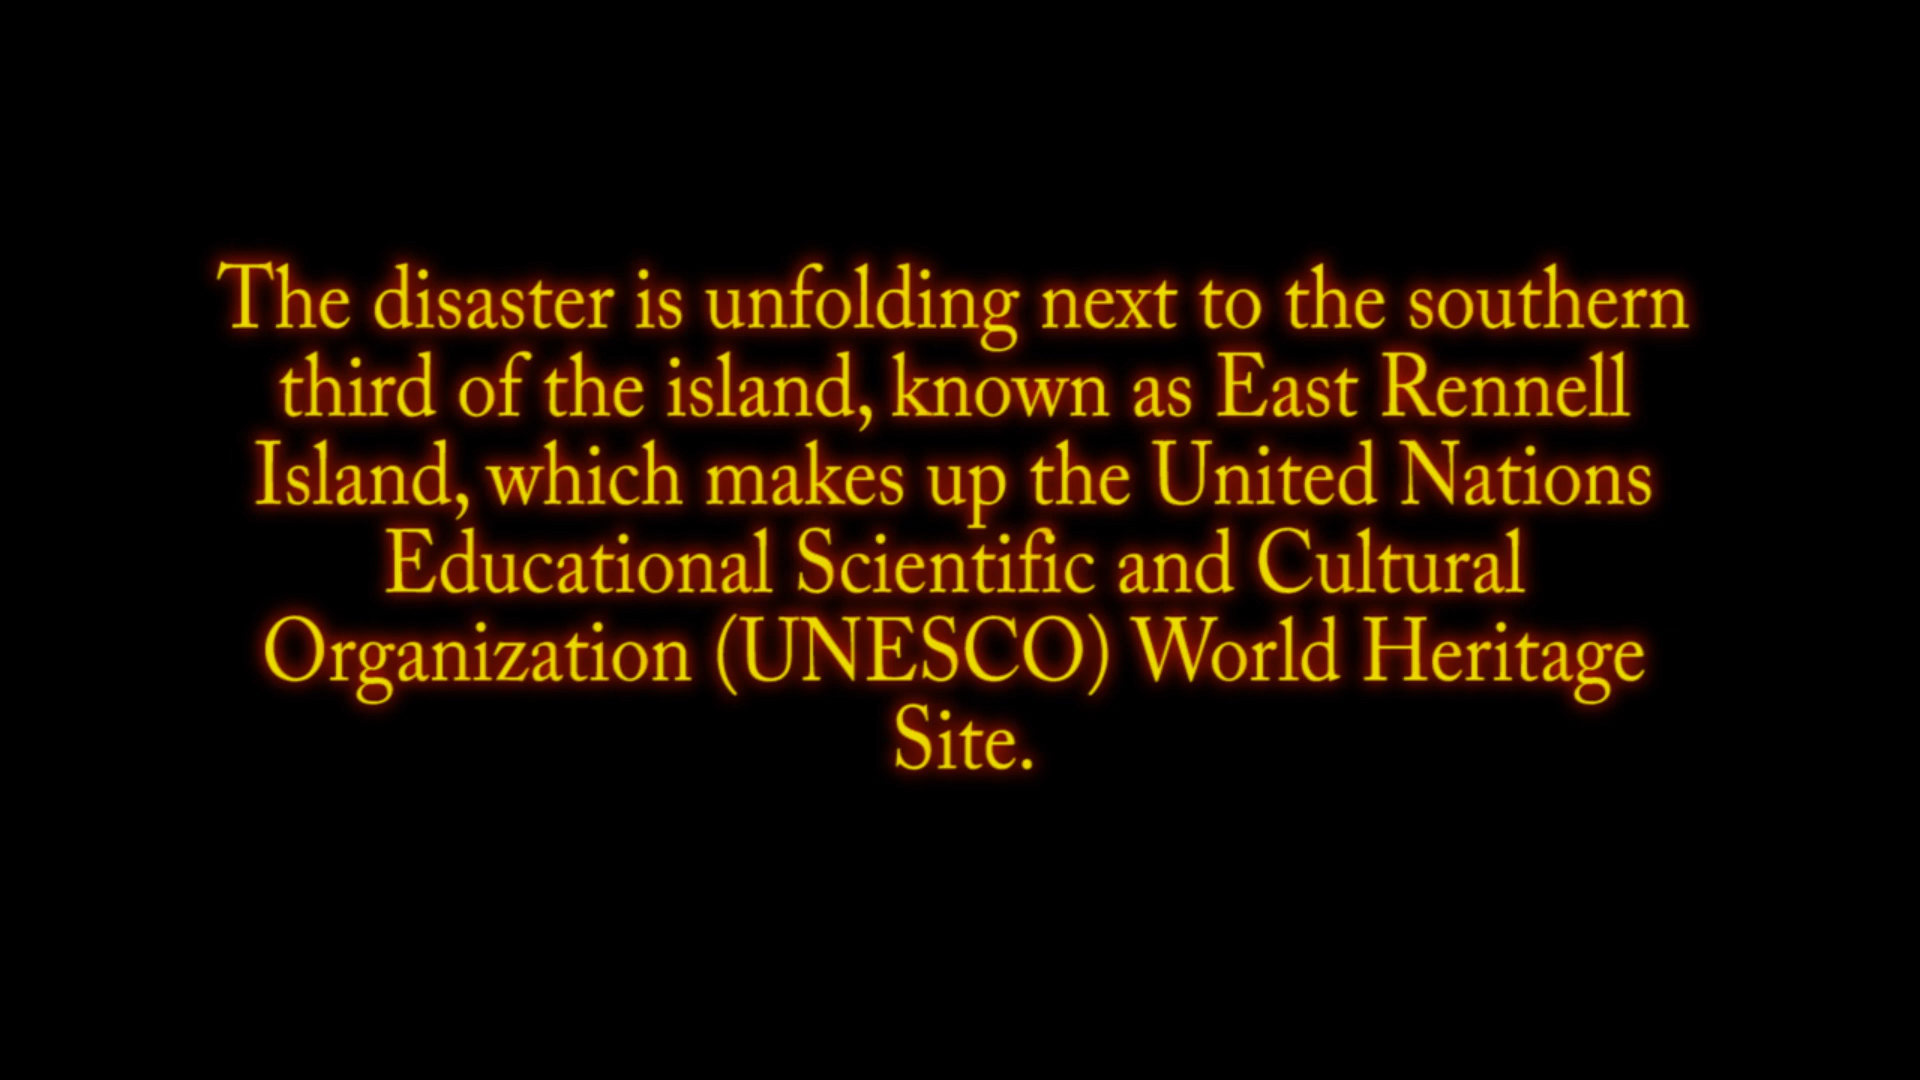 The disaster is unfolding next to the southern
third of the island, known as East Rennell
Island, which makes up the United Nations
Educational Scientific and Cultural
Organization (UNESCO) World Heritage
Site.